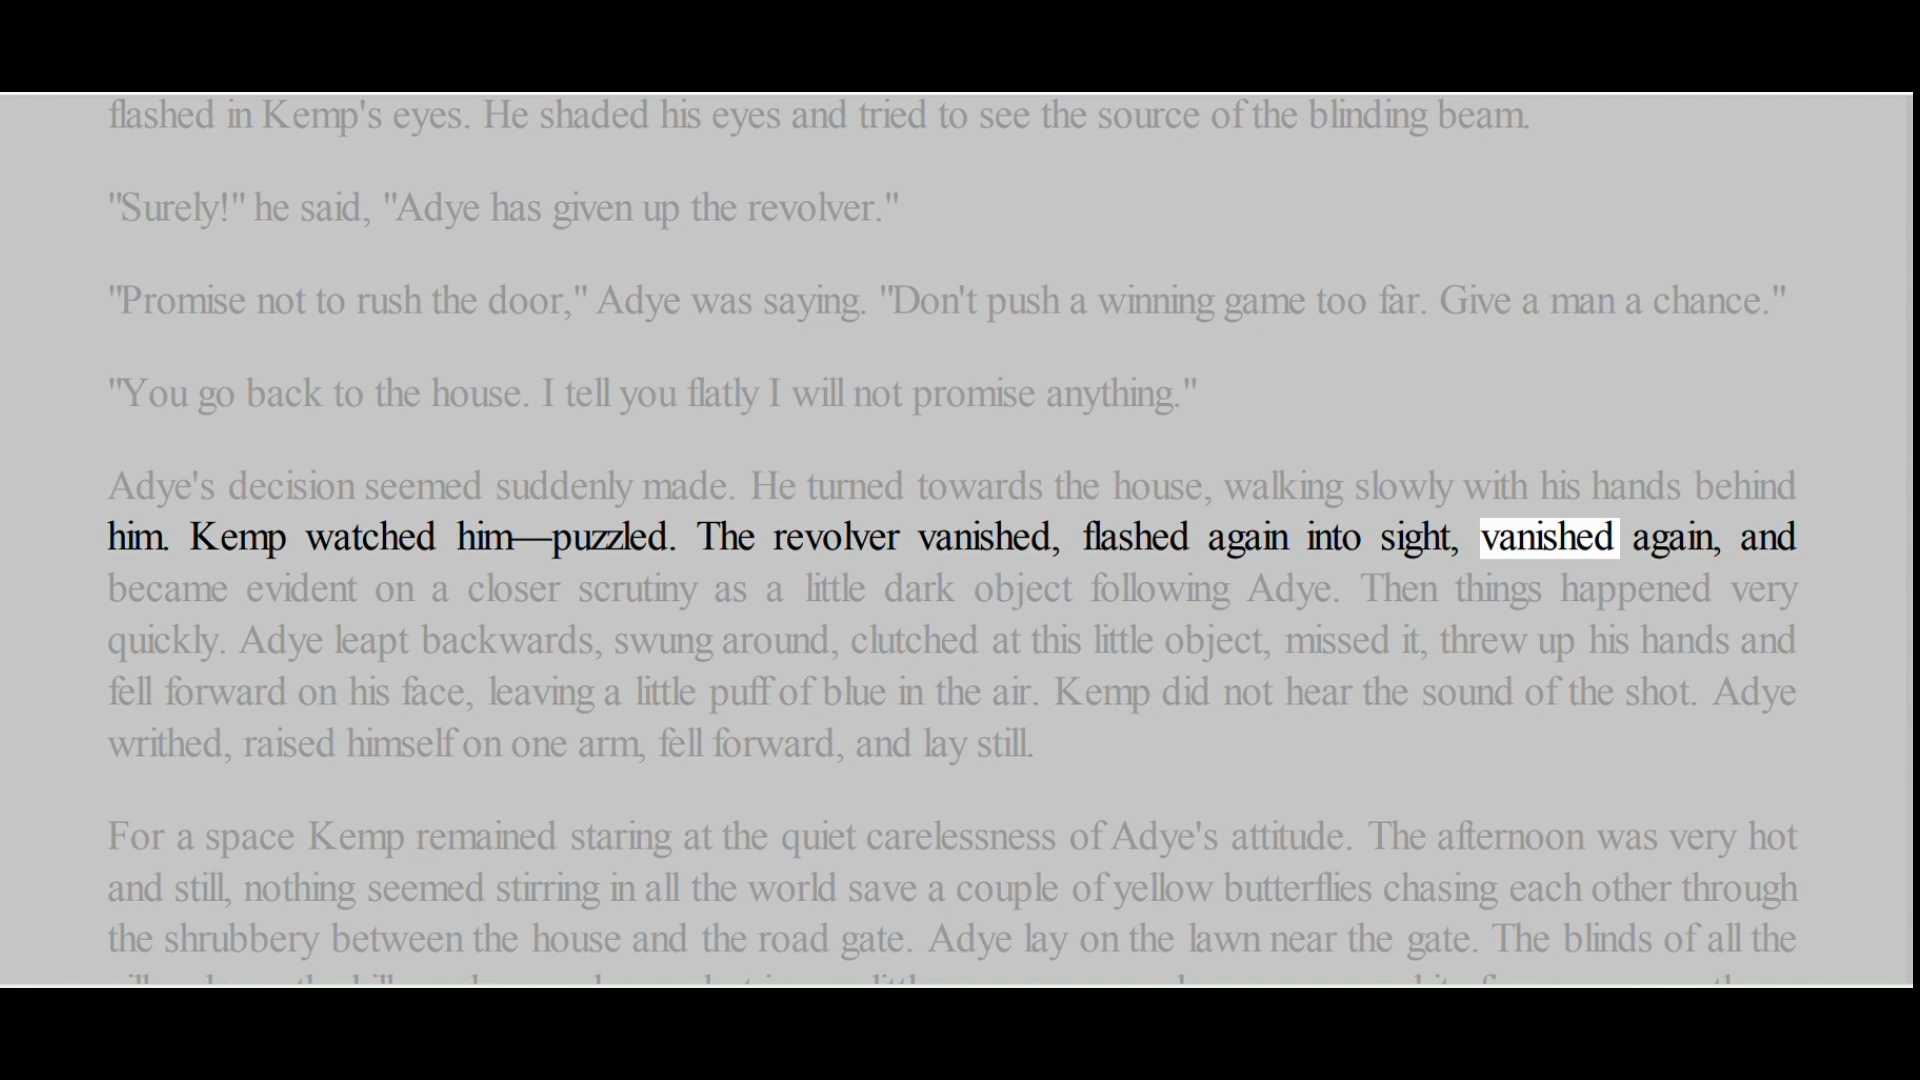 flashed in Kemp's eyes. He shaded his eyes and tried to see the source of the blinding beam.
"Surely!" he said, "Adye has given up the revolver."
"Promise not to rush the door," Adye was saying. "Don't push a winning game too far. Give a man a chance."
"You go back to the house. I tell you flatly I will not promise anything."
Adye's decision seemed suddenly made. He turned towards the house, walking slowly with his hands behind
him. Kemp watched him—puzzled. The revolver vanished, flashed again into sight, vanished again, and
became evident on a closer scrutiny as a little dark object following Adye. Then things happened very
quickly. Adye leapt backwards, swung around, clutched at this little object, missed it, threw up his hands and
fell forward on his face, leaving a little puff of blue in the air. Kemp did not hear the sound of the shot. Adye
writhed, raised himself on one arm, fell forward, and lay still.
For a space Kemp remained staring at the quiet carelessness of Adye's attitude. The afternoon was very hot
and still, nothing seemed stirring in all the world save a couple of yellow butterflies chasing each other through
the shrubbery between the house and the road gate. Adye lay on the lawn near the gate. The blinds of all the